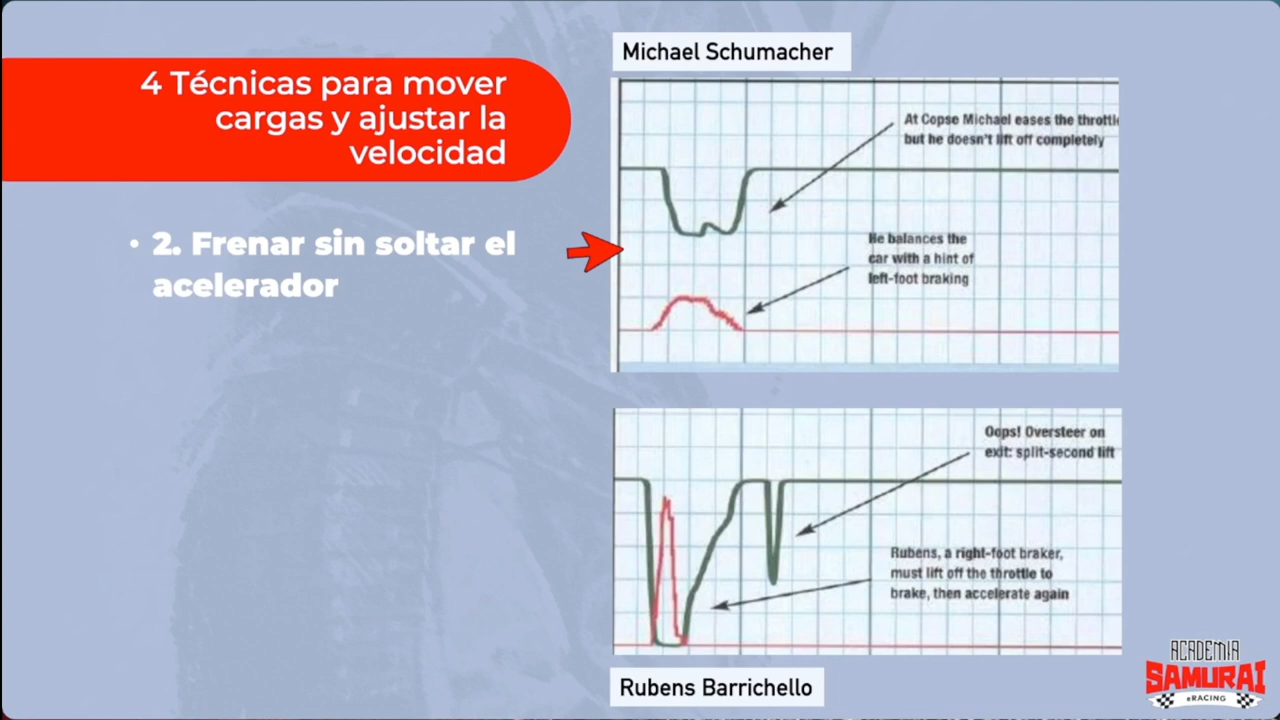 4 Técnicas para mover
cargas y ajustar la
velocidad
• 2. Frenar sin soltar el
acelerador
Michael Schumacher
At Copse Michael eases the throttle
but he doesn't lift off completely
He balances the
car with a hint of
left-foot braking
Oops! Oversteer on
exit: split-second lift
Rubens, a right-foot braker,
must lift off the throttle to
brake, then accelerate again
Rubens Barrichello
ACADEMIA
SAMURAI
eRACING